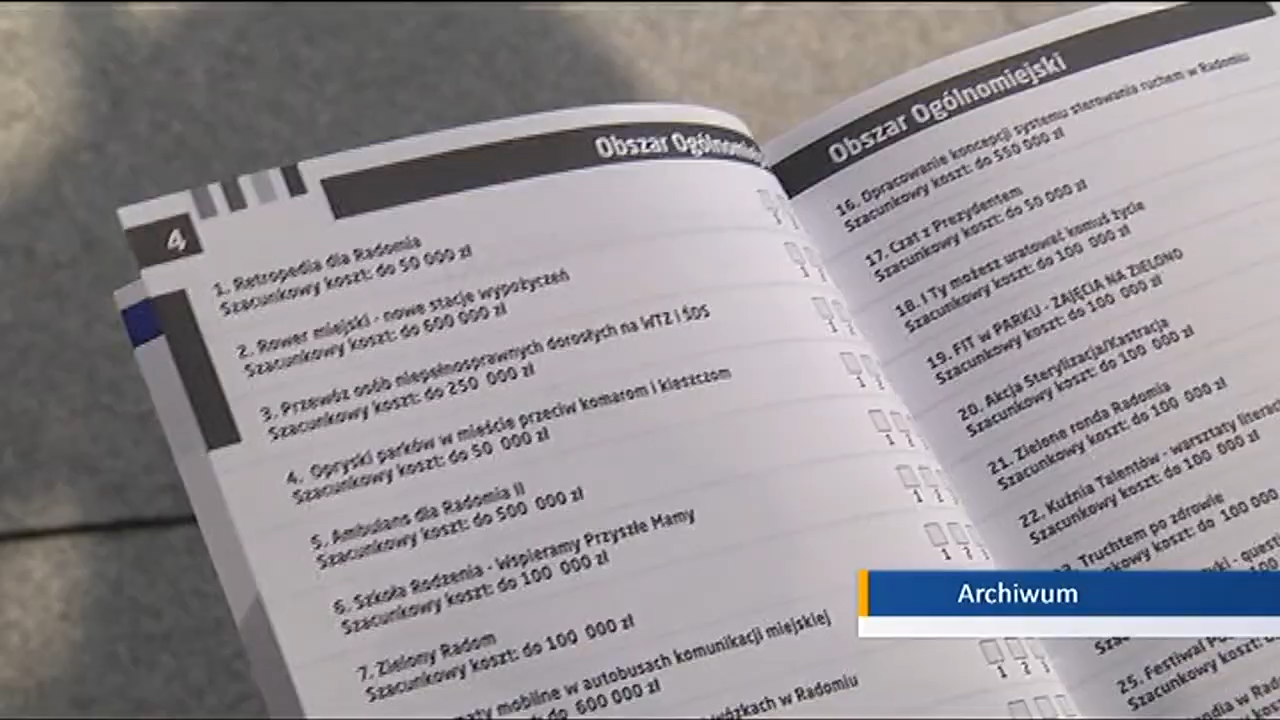 4
Obszar Ogólnomiejski
1. Retropedia dla Radomia
Szacunkowy koszt: do 50 000 zł
2. Rower miejski - nowe stacje wypożyczeń
Szacunkowy koszt: do 600 000 zł
3. Przewóz osób niepełnosprawnych dorosłych na WTZ i ŚDS
Szacunkowy koszt: do 250 000 zł
4. Opryski parków w mieście przeciw komarom i kleszczom
Szacunkowy koszt: do 50 000 zł
5. Ambulans dla Radomia II
Szacunkowy koszt: do 500 000 zł
6. Szkoła Rodzenia - Wspieramy Przyszłe Mamy
Szacunkowy koszt: do 100 000 zł
7. Zielony Radom
Szacunkowy koszt: do 100 000 zł
mobilne w autobusach komunikacji miejskiej
koszt: do 600 000 zł
wózkach w Radomiu
Obszar Ogólnomiejski
16. Opracowanie koncepcji systemu sterowania ruchem w Radomiu
Szacunkowy koszt: do 550 000 zł
17. Czat z Prezydentem
Szacunkowy koszt: do 50 000 zł
18. I Ty możesz uratować komuś życie
Szacunkowy koszt: do 100 000 zł
19. FIT w PARKU - ZAJĘCIA NA ZIELONO
Szacunkowy koszt: do 100 000 zł
20. Akcja Sterylizacja/Kastracja
Szacunkowy koszt: do 100 000 zł
21. Zielone ronda Radomia
Szacunkowy koszt: do 100 000 zł
22. Kuźnia Talentów - warsztaty
Szacunkowy koszt: do 100 000 zł
Truchtem po zdrowie
koszt: do 100 000
25. Festiwal
Archiwum